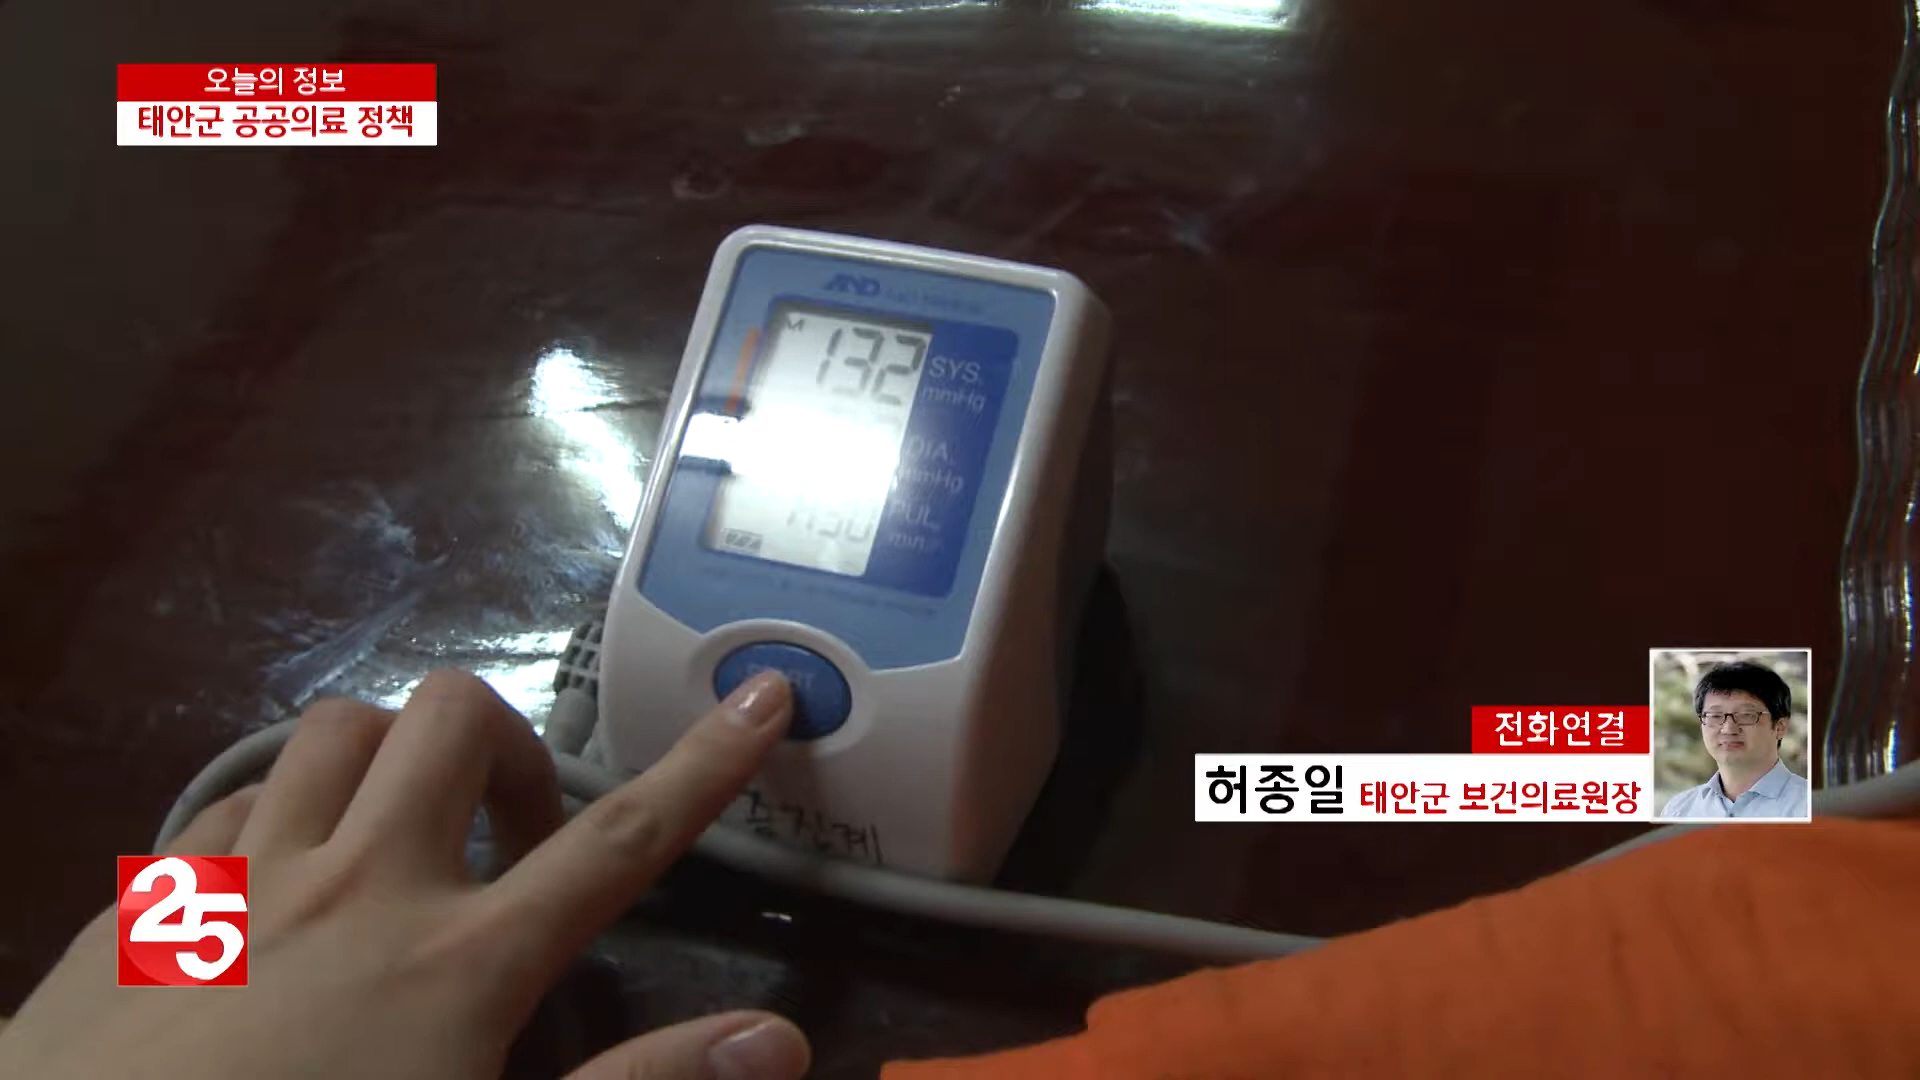 오늘의 정보
태안군 공공의료 정책
AND
M
132
SYS.
mmHg
DIA.
mmHg
PUL.
min
START
전화연결
허종일 태안군 보건의료원장
25